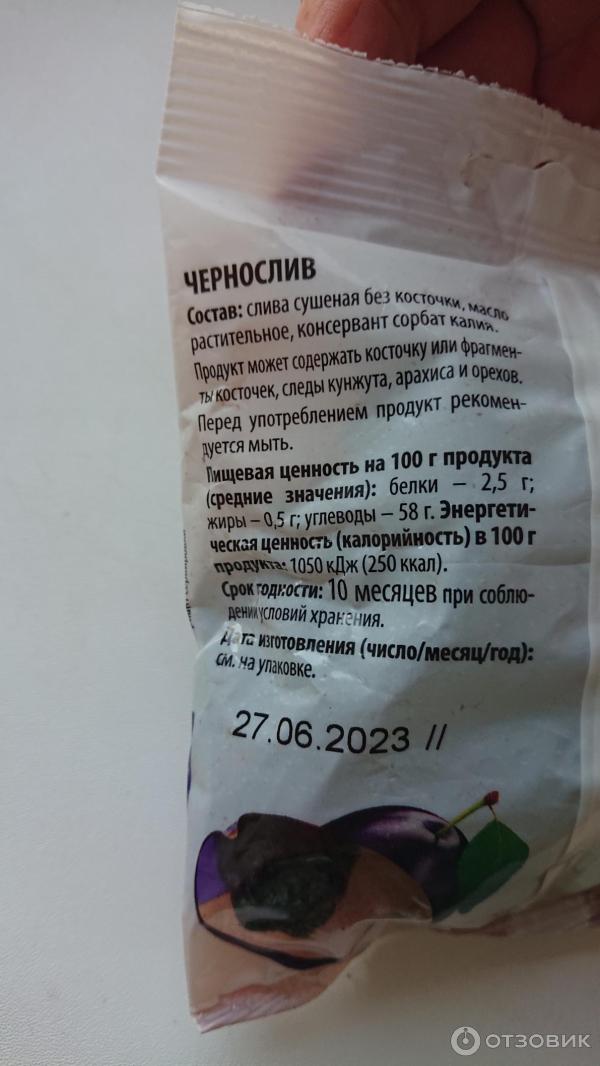 ЧЕРНОСЛИВ
Состав: слива сушеная без косточки, масло
растительное, консервант сорбат калия.
Продукт может содержать косточку или фрагмен-
ты косточек, следы кунжута, арахиса и орехов.
Перед употреблением продукт рекомен-
дуется мыть.
Пищевая ценность на 100 г продукта
(средние значения): белки – 2,5 г;
жиры – 0,5 г; углеводы – 58 г. Энергети-
ческая ценность (калорийность) в 100 г
продукта: 1050 кДж (250 ккал).
Срок годности: 10 месяцев при соблю-
дении условий хранения.
Дата изготовления (число/месяц/год):
см. на упаковке.
27.06.2023 //
ОТЗОВИК